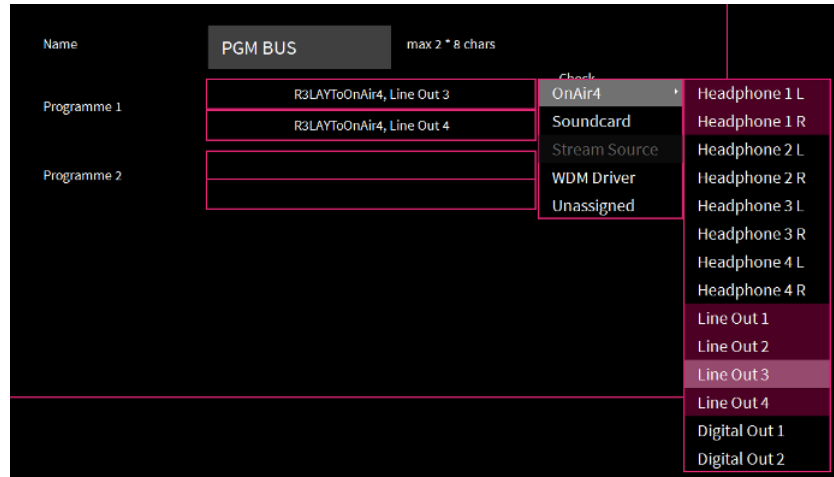 Name
PGM BUS
max 2 * 8 chars
Check
Programme 1
R3LAYToOnAir4, Line Out 3
R3LAYToOnAir4, Line Out 4
Programme 2
OnAir4
Soundcard
Stream Source
WDM Driver
Unassigned
Headphone 1 L
Headphone 1 R
Headphone 2 L
Headphone 2 R
Headphone 3 L
Headphone 3 R
Headphone 4 L
Headphone 4 R
Line Out 1
Line Out 2
Line Out 3
Line Out 4
Digital Out 1
Digital Out 2